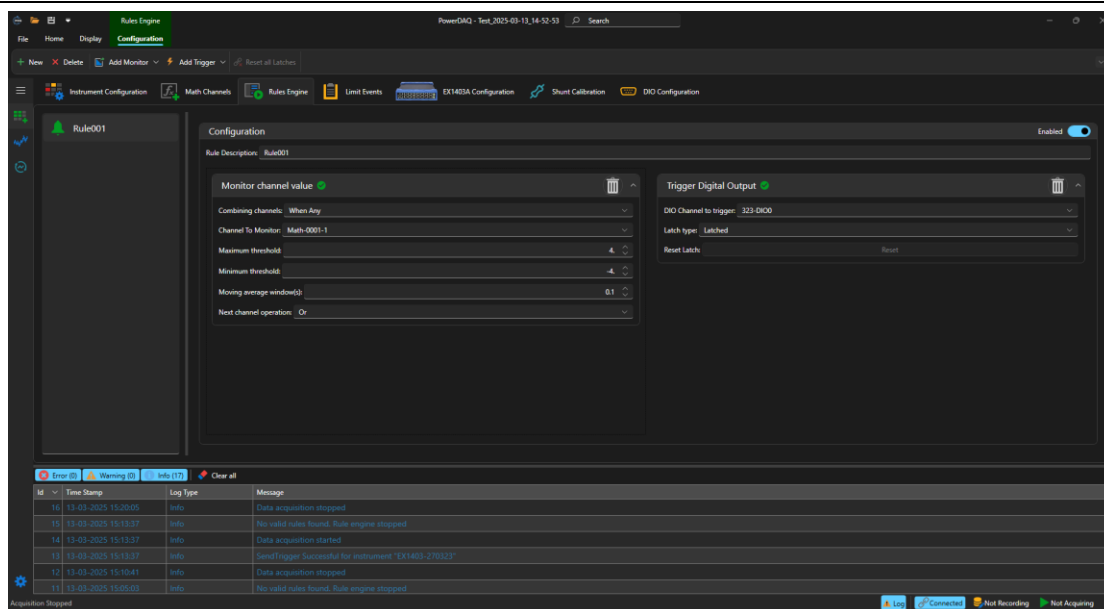 Rules Engine
PowerDAQ - Test_2025-03-13_14-52-53
Search
File Home Display Configuration
New Delete Add Monitor Add Trigger Reset all Latches
Instrument Configuration Math Channels Rules Engine Limit Events EX1403A Configuration Shunt Calibration DIO Configuration
Rule001
Configuration
Enabled
Rule Description: Rule001
Monitor channel value
Combining channels: When Any
Channel To Monitor: Math-0001-1
Maximum threshold: 4.
Minimum threshold: -4.
Moving average window(s): 0.1
Next channel operation: Or
Trigger Digital Output
DIO Channel to trigger: 323-DIO0
Latch type: Latched
Reset Latch: Reset
Error (0) Warning (0) Info (17) Clear all
Id Time Stamp Log Type Message
16 13-03-2025 15:20:05 Info Data acquisition stopped
15 13-03-2025 15:13:37 Info No valid rules found. Rule engine stopped
14 13-03-2025 15:13:37 Info Data acquisition started
13 13-03-2025 15:13:37 Info SendTrigger Successful for instrument "EX1403-270323"
12 13-03-2025 15:10:41 Info Data acquisition stopped
11 13-03-2025 15:05:03 Info No valid rules found. Rule engine stopped
Acquisition Stopped
Log Connected Not Recording Not Acquiring